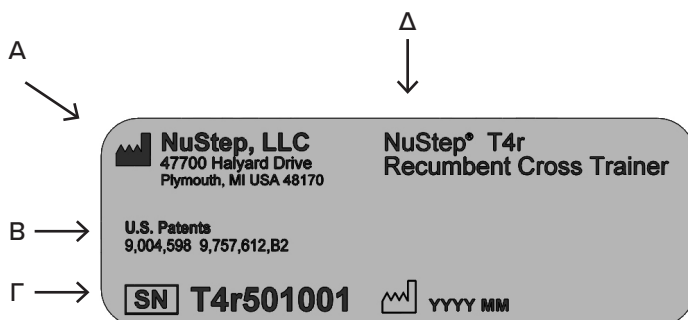 Α
Δ
NuStep, LLC
47700 Halyard Drive
Plymouth, MI USA 48170
NuStep® T4r
Recumbent Cross Trainer
Β
U.S. Patents
9,004,598 9,757,612,B2
Γ
SN T4r501001
YYYY MM